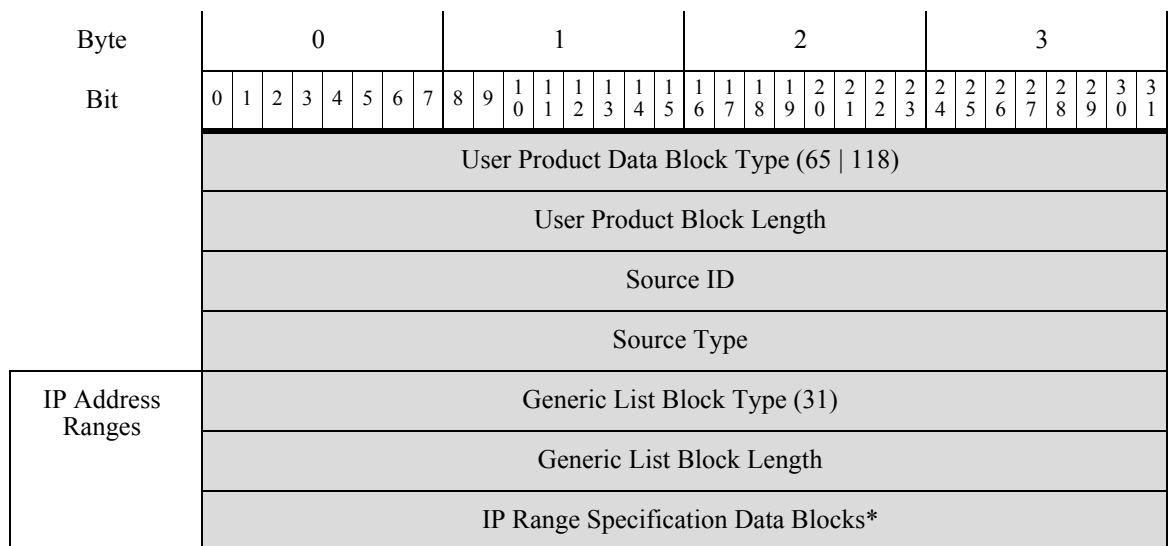 Byte 0 1 2 3
Bit 0 1 2 3 4 5 6 7 8 9 10 11 12 13 14 15 16 17 18 19 20 21 22 23 24 25 26 27 28 29 30 31
User Product Data Block Type (65 | 118)
User Product Block Length
Source ID
Source Type
IP Address
Ranges
Generic List Block Type (31)
Generic List Block Length
IP Range Specification Data Blocks*